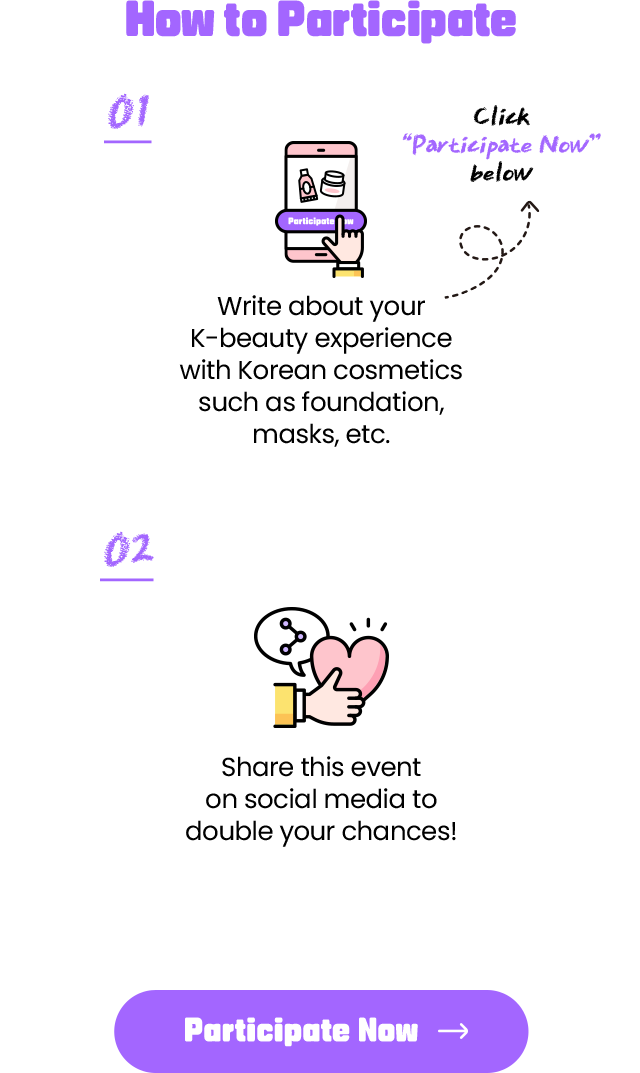 How to Participate
01
Click
“Participate Now”
below
Participate Now
Write about your
K-beauty experience
with Korean cosmetics
such as foundation,
masks, etc.
02
Share this event
on social media to
double your chances!
Participate Now